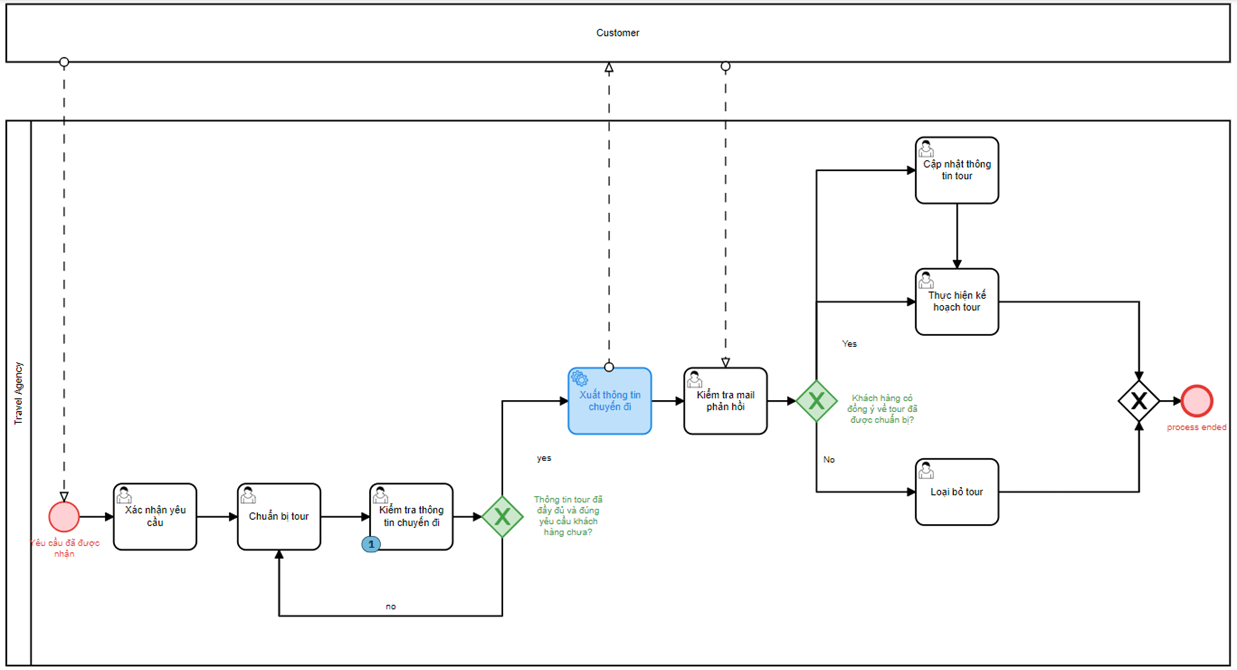 Customer
Travel Agency
Cập nhật thông
tin tour
Thực hiện kế
hoạch tour
Yes
Xuất thông tin
chuyến đi
Kiểm tra mail
phản hồi
Khách hàng có
đồng ý về tour đã
được chuẩn bị?
process ended
yes
No
Loại bỏ tour
Xác nhận yêu
cầu
Chuẩn bị tour
Kiểm tra thông
tin chuyến đi
1
Thông tin tour đã
đầy đủ và đúng
yêu cầu khách
hàng chưa?
Yêu cầu đã được
nhận
no